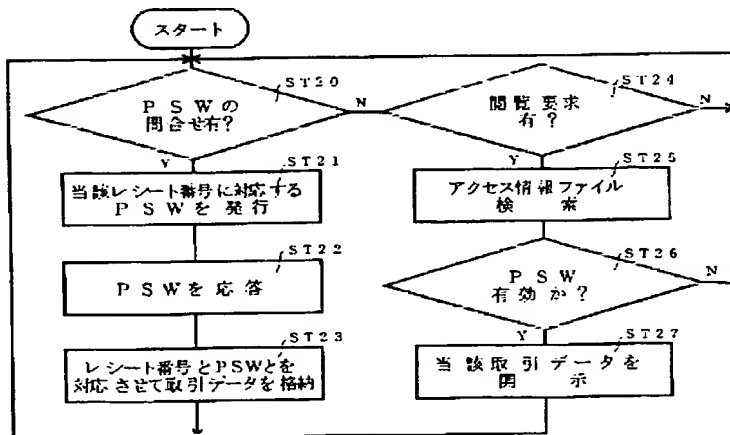 スタート
ST20
PSWの
問合せ有?
N
Y
ST21
当該レシート番号に対応する
PSWを発行
ST22
PSWを応答
ST23
レシート番号とPSWとを
対応させて取引データを格納
ST24
閲覧要求
有?
N
Y
ST25
アクセス情報ファイル
検索
ST26
PSW
有効か?
N
Y
ST27
当該取引データを
開示